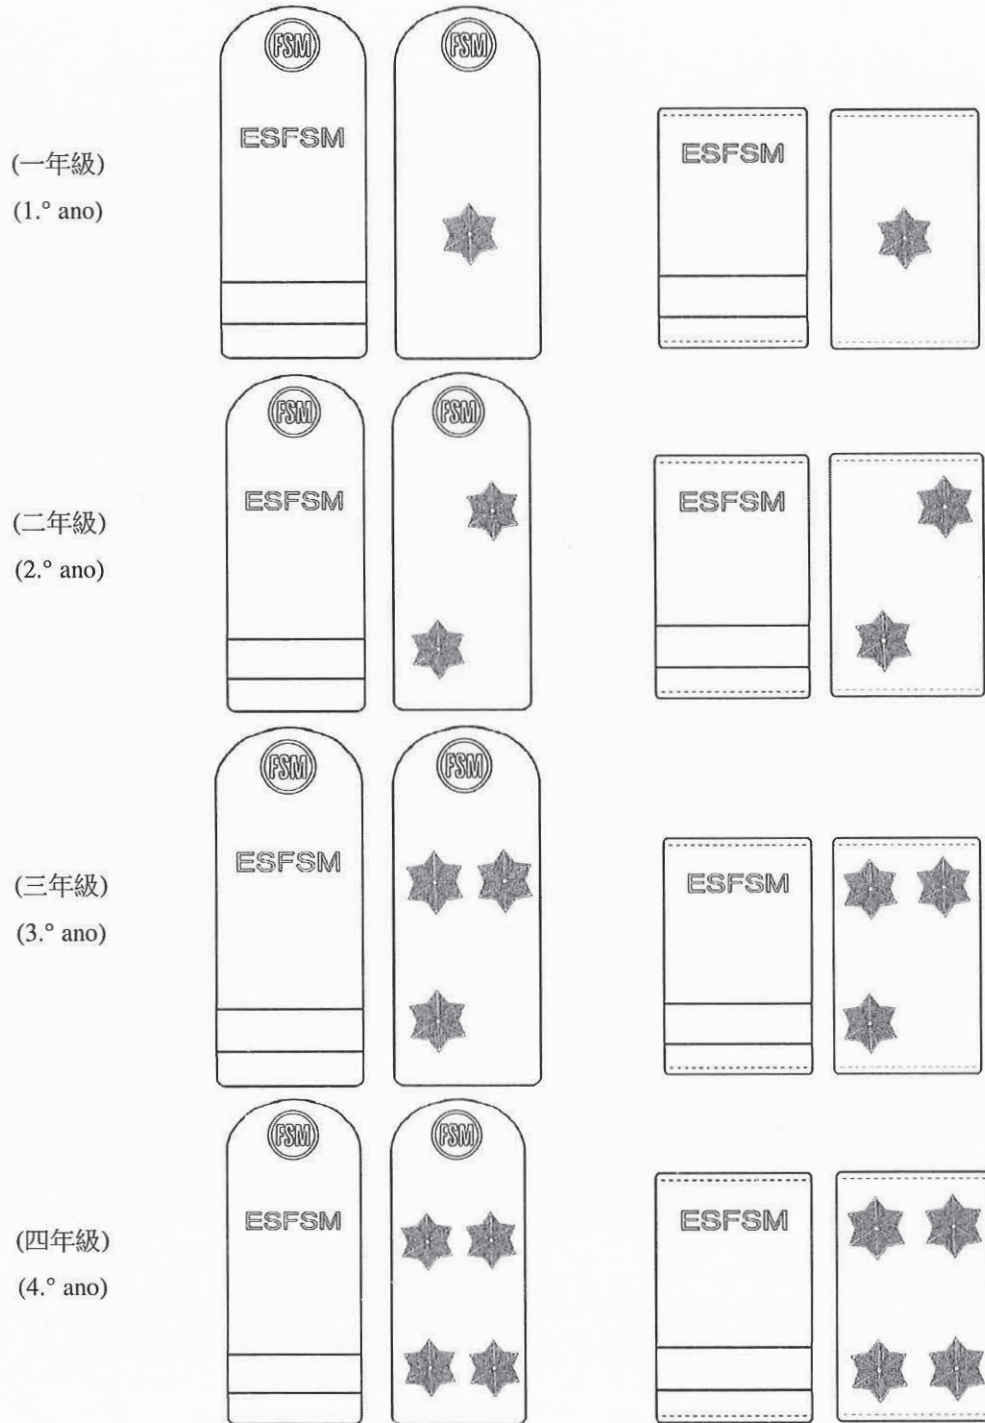 FSM FSM
ESFSM ESFSM
(一年級)
(1.° ano)
FSM FSM
ESFSM ESFSM
(二年級)
(2.° ano)
FSM FSM
ESFSM ESFSM
(三年級)
(3.° ano)
FSM FSM
ESFSM ESFSM
(四年級)
(4.° ano)